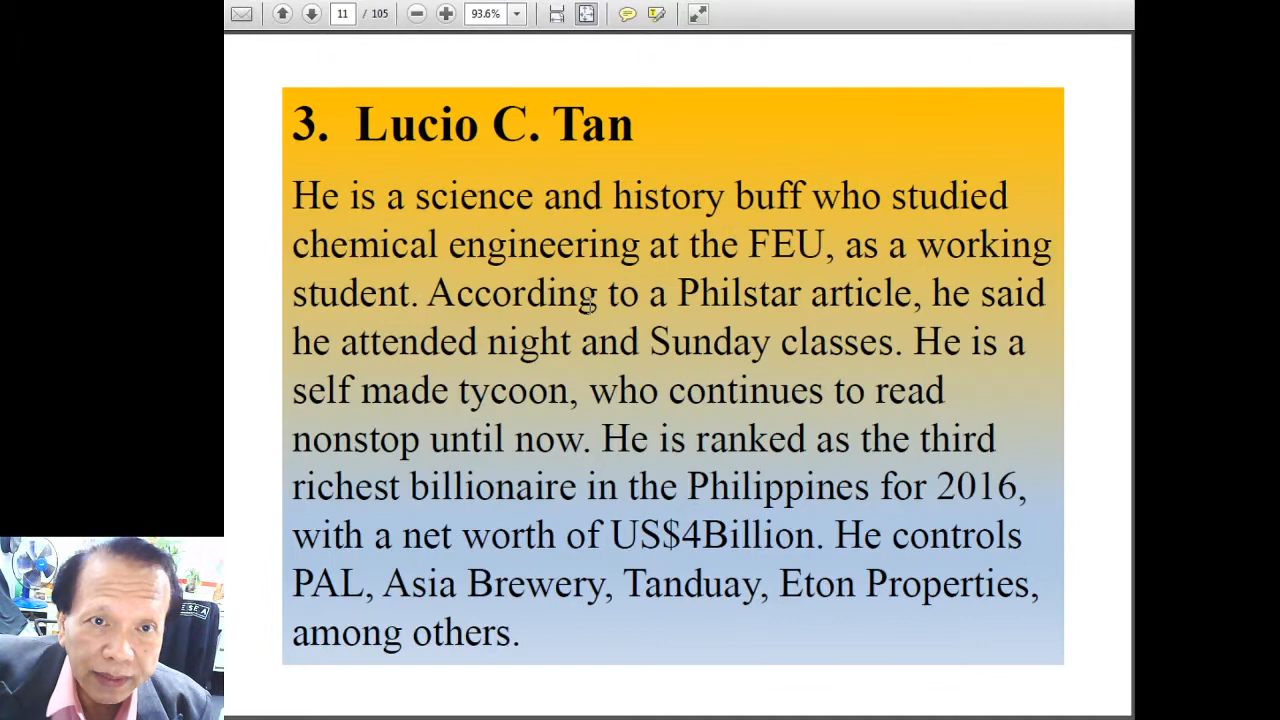 11 / 105 93.6%
3. Lucio C. Tan
He is a science and history buff who studied
chemical engineering at the FEU, as a working
student. According to a Philstar article, he said
he attended night and Sunday classes. He is a
self made tycoon, who continues to read
nonstop until now. He is ranked as the third
richest billionaire in the Philippines for 2016,
with a net worth of US$4Billion. He controls
PAL, Asia Brewery, Tanduay, Eton Properties,
among others.